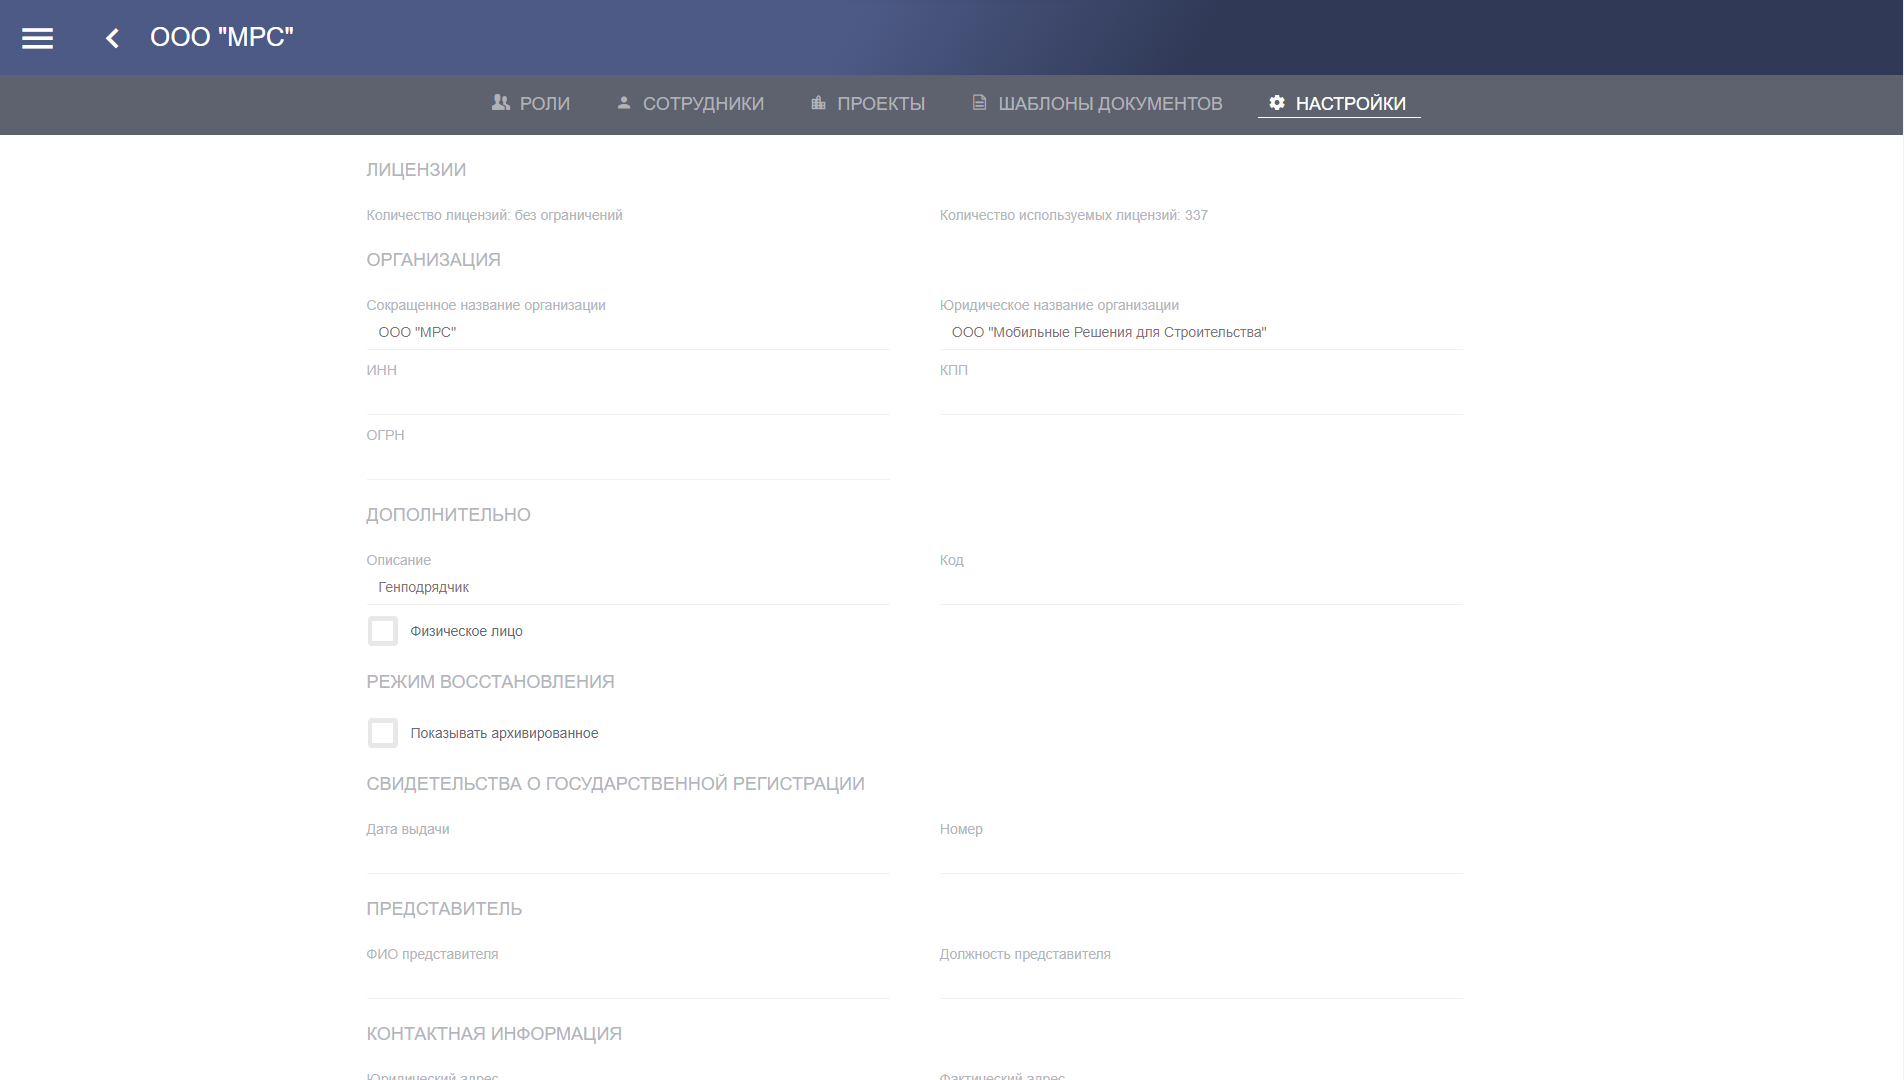 ООО "МРС"
РОЛИ
СОТРУДНИКИ
ПРОЕКТЫ
ШАБЛОНЫ ДОКУМЕНТОВ
НАСТРОЙКИ
ЛИЦЕНЗИИ
Количество лицензий: без ограничений
Количество используемых лицензий: 337
ОРГАНИЗАЦИЯ
Сокращенное название организации
Юридическое название организации
ООО "МРС"
ООО "Мобильные Решения для Строительства"
ИНН
КПП
ОГРН
ДОПОЛНИТЕЛЬНО
Описание
Код
Генподрядчик
Физическое лицо
РЕЖИМ ВОССТАНОВЛЕНИЯ
Показывать архивированное
СВИДЕТЕЛЬСТВА О ГОСУДАРСТВЕННОЙ РЕГИСТРАЦИИ
Дата выдачи
Номер
ПРЕДСТАВИТЕЛЬ
ФИО представителя
Должность представителя
КОНТАКТНАЯ ИНФОРМАЦИЯ
Юридический адрес
Фактический адрес